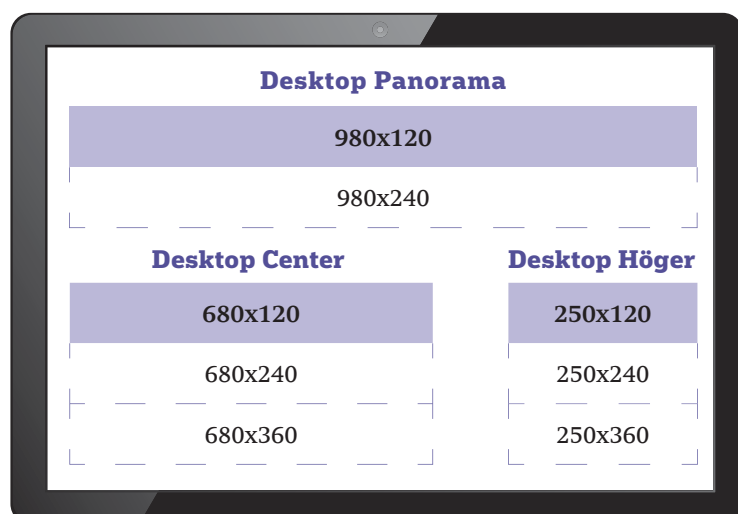 Desktop Panorama
980x120
980x240
Desktop Center
680x120
680x240
680x360
Desktop Höger
250x120
250x240
250x360